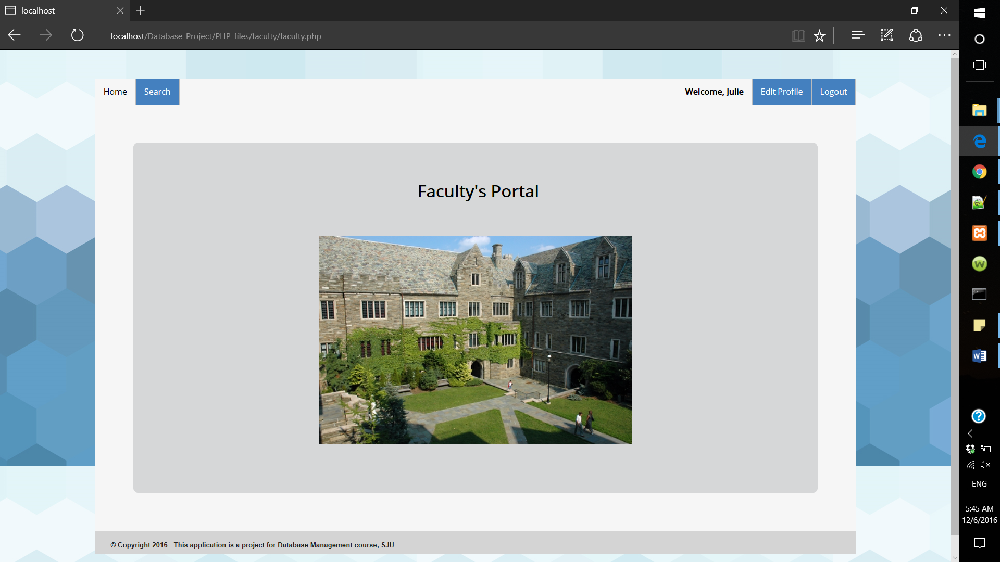 localhost
localhost/Database_Project/PHP_files/faculty/faculty.php
Home
Search
Welcome, Julie
Edit Profile
Logout
Faculty's Portal
© Copyright 2016 - This application is a project for Database Management course, SJU
ENG
5:45 AM
12/6/2016